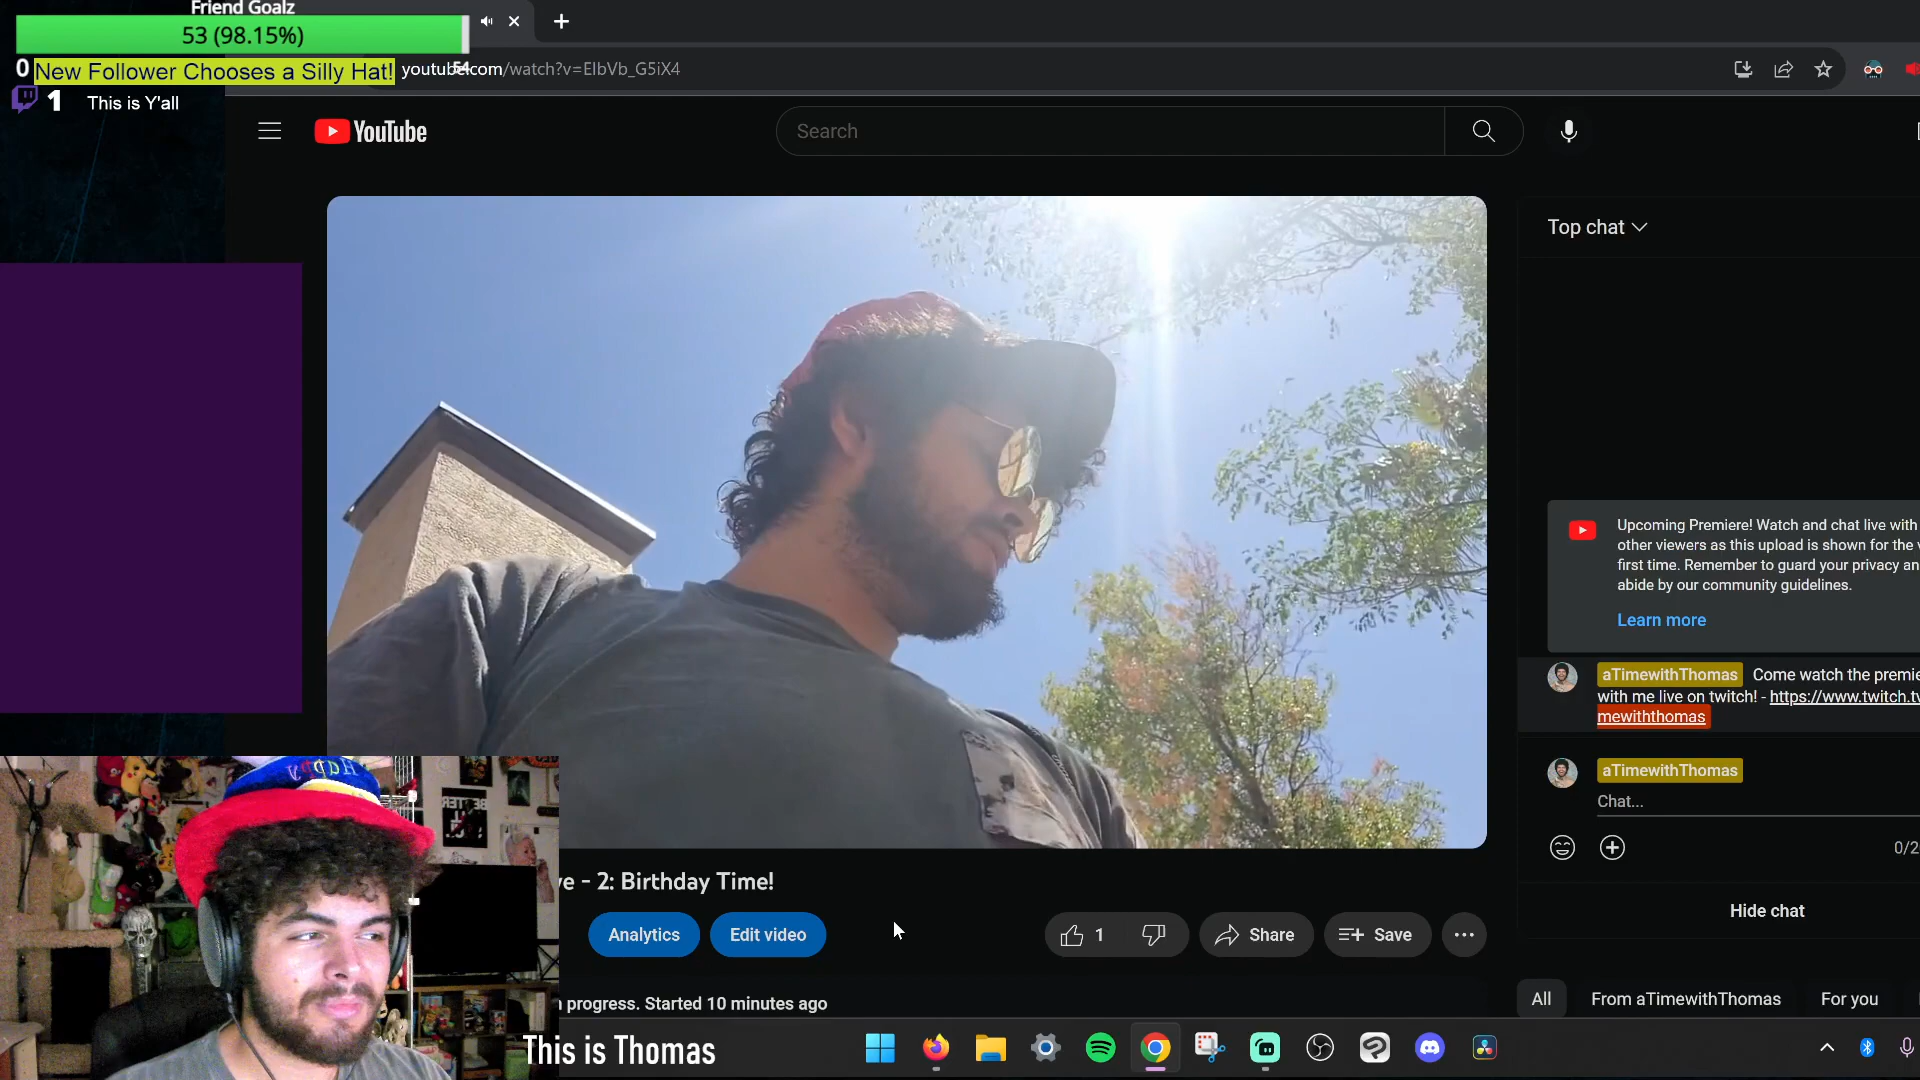 Friend Goalz
53 (98.15%)
0
54
New Follower Chooses a Silly Hat!
youtube.com/watch?v=ElbVb_G5iX4
1
This is Y'all
YouTube
Search
Top chat
Upcoming Premiere! Watch and chat live with
other viewers as this upload is shown for the
first time. Remember to guard your privacy an
abide by our community guidelines.
Learn more
aTimewithThomas Come watch the premie
with me live on twitch! - https://www.twitch.tv
mewiththomas
aTimewithThomas
Chat...
0/2
Hide chat
Happy
ve - 2: Birthday Time!
Analytics
Edit video
1
Share
Save
progress. Started 10 minutes ago
All
From aTimewithThomas
For you
This is Thomas